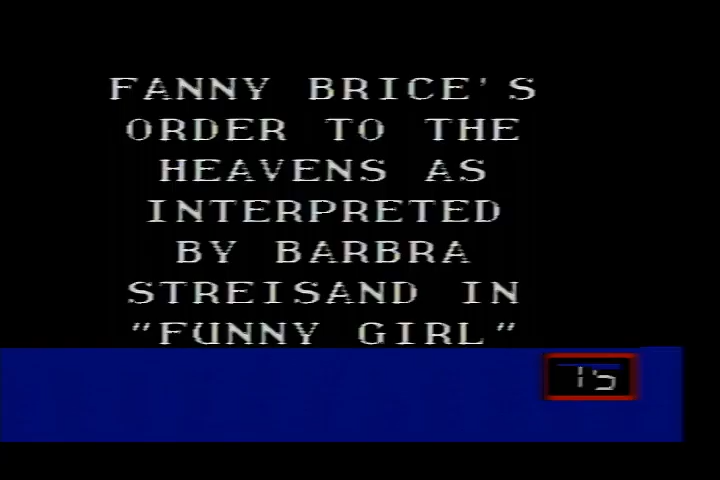 FANNY BRICE'S
ORDER TO THE
HEAVENS AS
INTERPRETED
BY BARBRA
STREISAND IN
"FUNNY GIRL"
15